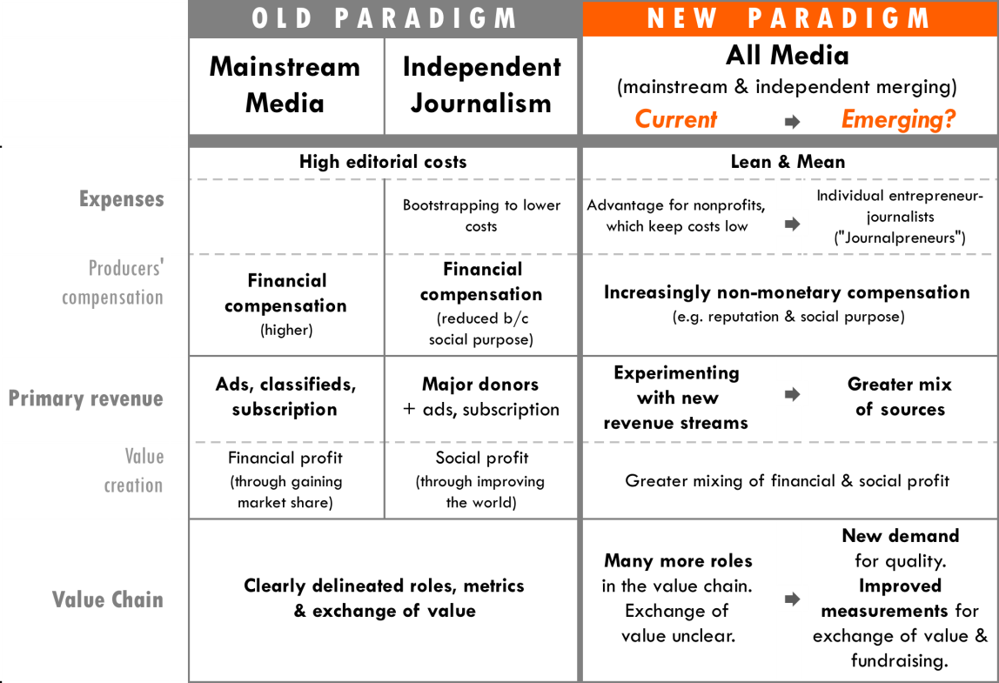 OLD PARADIGM
NEW PARADIGM
Mainstream
Media
Independent
Journalism
All Media
(mainstream & independent merging)
Current
Emerging?
High editorial costs
Lean & Mean
Expenses
Bootstrapping to lower
costs
Advantage for nonprofits,
which keep costs low
Individual entrepreneur-
journalists
("Journalpreneurs")
Producers'
compensation
Financial
compensation
(higher)
Financial
compensation
(reduced b/c
social purpose)
Increasingly non-monetary compensation
(e.g. reputation & social purpose)
Primary revenue
Ads, classifieds,
subscription
Major donors
+ ads, subscription
Experimenting
with new
revenue streams
Greater mix
of sources
Value
creation
Financial profit
(through gaining
market share)
Social profit
(through improving
the world)
Greater mixing of financial & social profit
Value Chain
Clearly delineated roles, metrics
& exchange of value
Many more roles
in the value chain.
Exchange of
value unclear.
New demand
for quality.
Improved
measurements for
exchange of value &
fundraising.